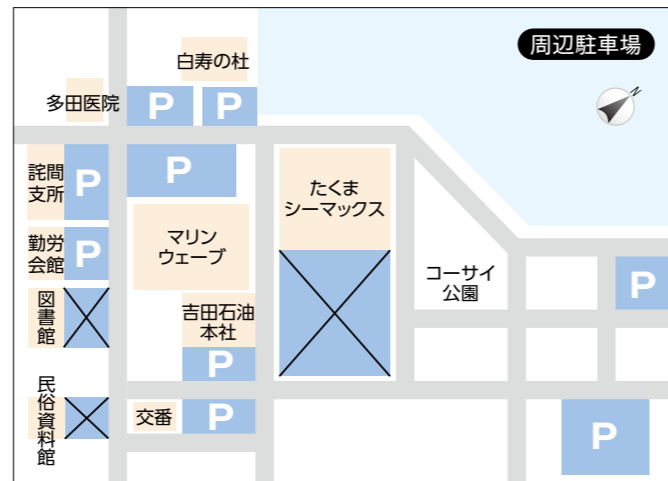 周辺駐車場
N
白寿の杜
多田医院
P
P
詫間
支所
P
P
たくま
シーマックス
勤労
会館
P
マリン
ウェーブ
コーサイ
公園
P
図書館
吉田石油
本社
P
民俗資料館
交番
P
P